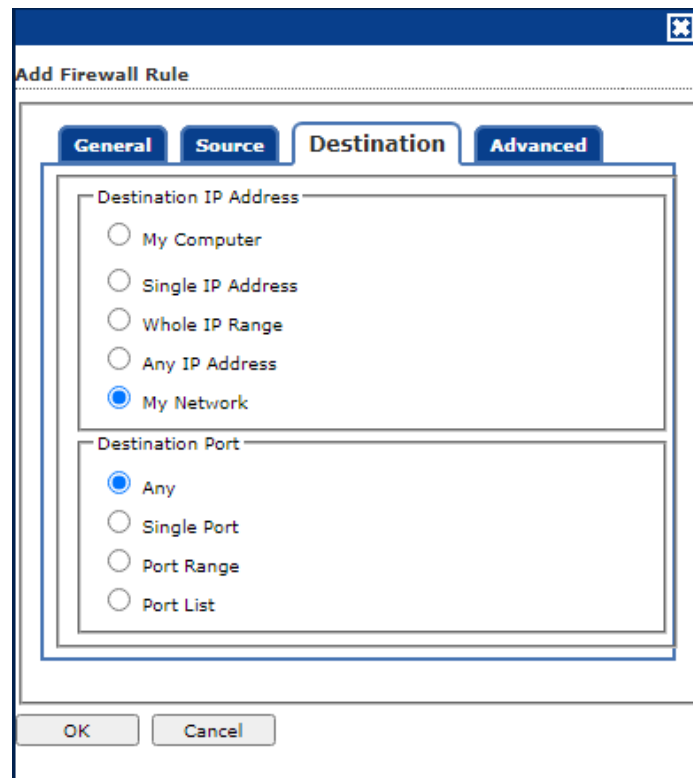 Add Firewall Rule
General Source Destination Advanced
Destination IP Address
My Computer
Single IP Address
Whole IP Range
Any IP Address
My Network
Destination Port
Any
Single Port
Port Range
Port List
OK Cancel